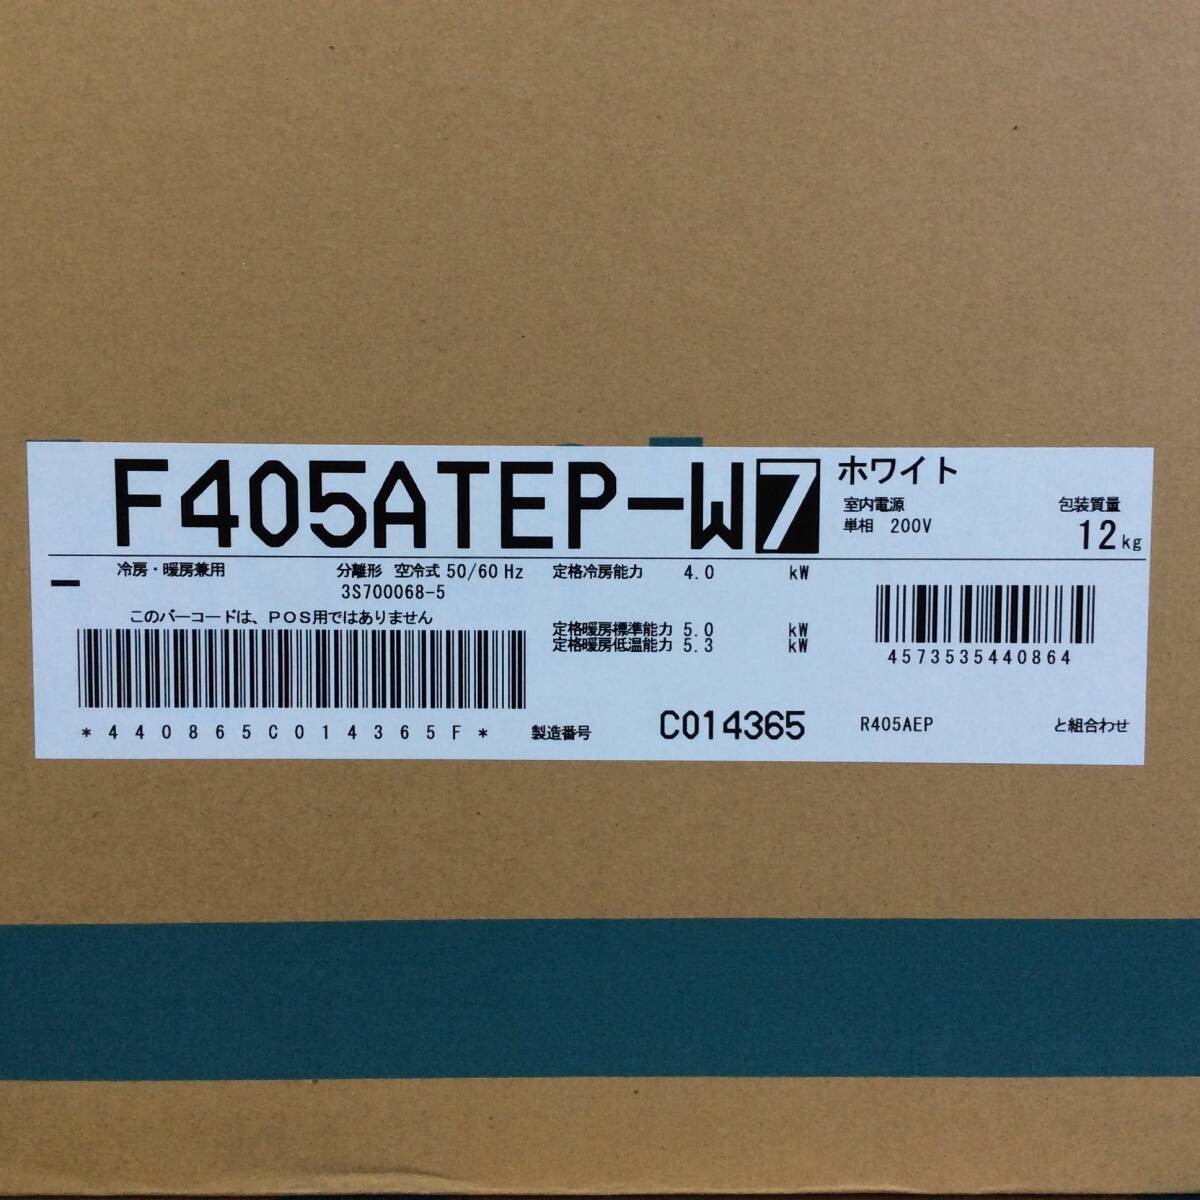 F405ATEP-W7 ホワイト
室内電源
単相 200V
包装質量
12kg
冷房・暖房兼用 分離形 空冷式 50/60Hz
3S700068-5
定格冷房能力 4.0 kW
このバーコードは、POS用ではありません
定格暖房標準能力 5.0 kW
定格暖房低温能力 5.3 kW
4573535440864
*440865C014365F*
製造番号 C014365
R405AEP と組合わせ